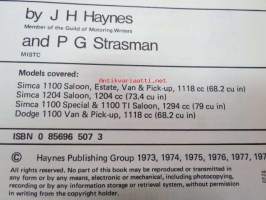 by J H Haynes
Member of the Guild of Motoring Writers
and P G Strasman
MISTC
Models covered:
Simca 1100 Saloon, Estate, Van & Pick-up, 1118 cc (68.2 cu in)
Simca 1204 Saloon, 1204 cc (73.4 cu in)
Simca 1100 Special & 1100 TI Saloon, 1294 cc (79 cu in)
Dodge 1100 Van & Pick-up, 1118 cc (68.2 cu in)
ISBN 0 85696 507 3
© Haynes Publishing Group 1973, 1974, 1975, 1976, 1977,
All rights reserved. No part of this book may be reproduced or
any form or by any means, electronic or mechanical, including photocopying,
recording or by any information storage or retrieval system, without permission
in writing from the copyright holder.